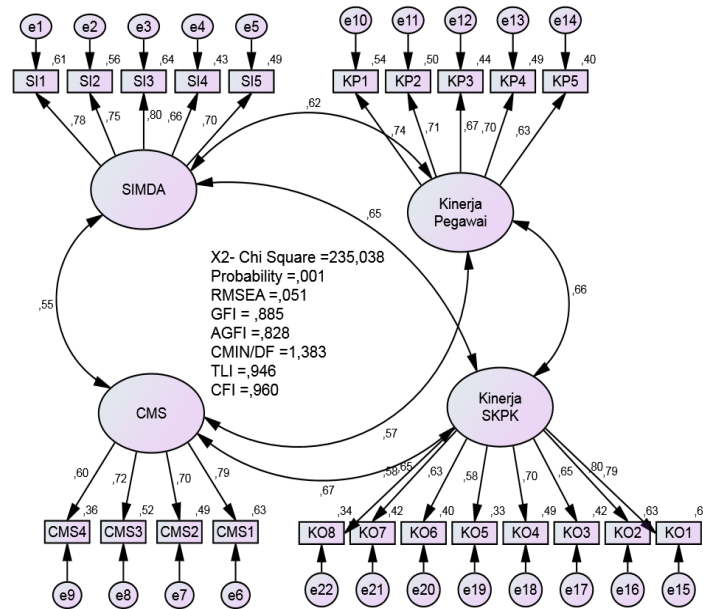 e1 e2 e3 e4 e5
,61 ,56 ,64 ,43 ,49
SI1 SI2 SI3 SI4 SI5
,78 ,75 ,80 ,66 ,70
SIMDA
e10 e11 e12 e13 e14
,54 ,50 ,44 ,49 ,40
KP1 KP2 KP3 KP4 KP5
,74 ,71 ,67 ,70 ,63
Kinerja
Pegawai
,62
,65
,55
,66
X2- Chi Square =235,038
Probability =,001
RMSEA =,051
GFI = ,885
AGFI = ,828
CMIN/DF =1,383
TLI = ,946
CFI = ,960
,57
,67
CMS
,60 ,72 ,70 ,79
,36 ,52 ,49 ,63
CMS4 CMS3 CMS2 CMS1
e9 e8 e7 e6
Kinerja
SKPK
,58 ,65 ,63 ,58 ,70 ,65 ,80 ,79
,34 ,42 ,40 ,33 ,49 ,42 ,63
KO8 KO7 KO6 KO5 KO4 KO3 KO2 KO1
e22 e21 e20 e19 e18 e17 e16 e15